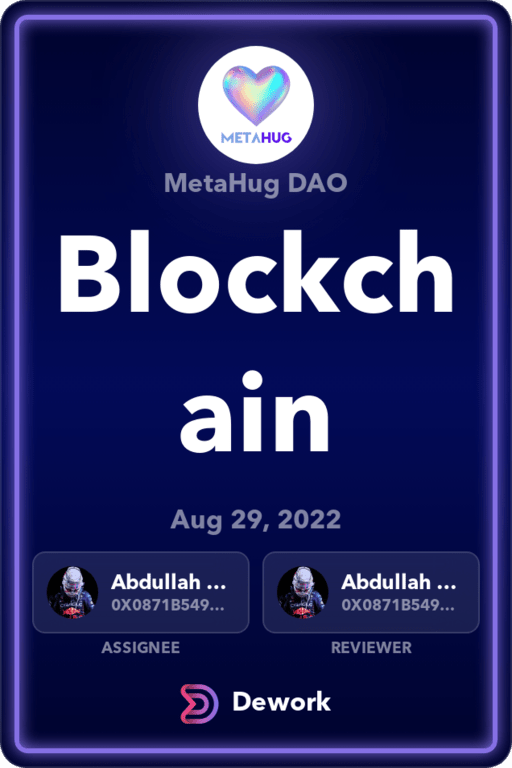 METAHUG
MetaHug DAO
Blockch
ain
Aug 29, 2022
Abdullah ...
0X0871B549...
Abdullah ...
0X0871B549...
ASSIGNEE
REVIEWER
Dework